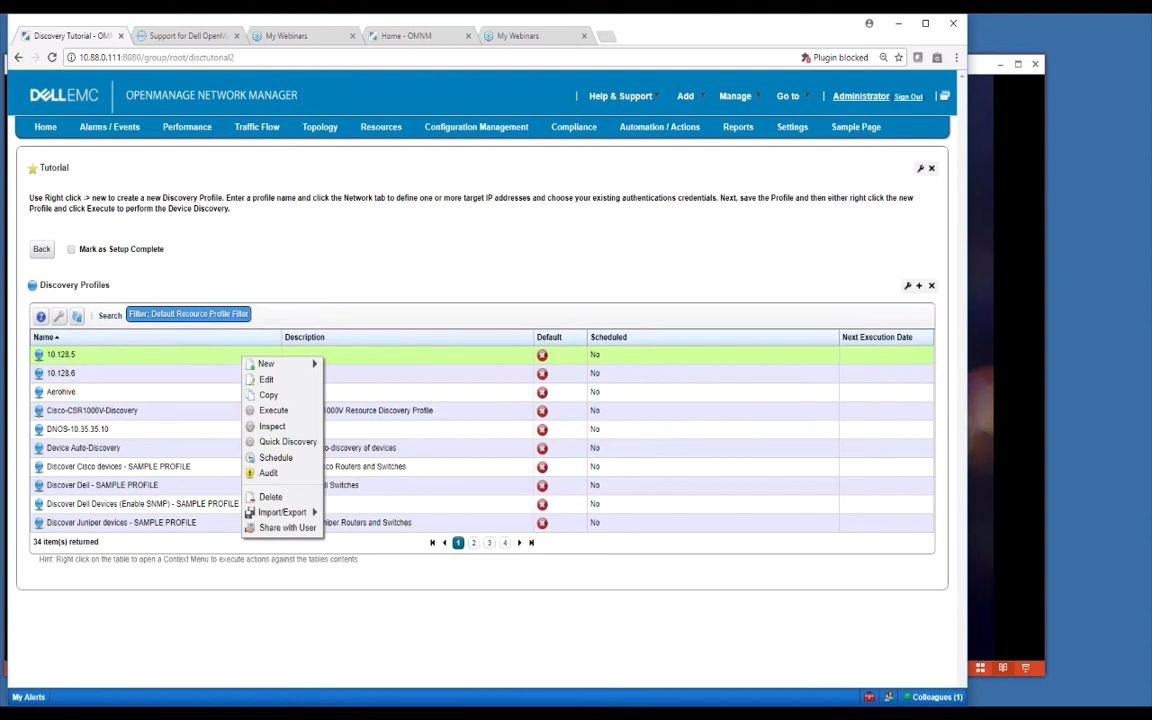 Discovery Tutorial - OMN
Support for Dell OpenM
My Webinars
Home - OMNM
My Webinars
10.88.0.111:8080/group/root/disctutorial2
Plugin blocked
DELLEMC
OPENMANAGE NETWORK MANAGER
Help & Support
Add
Manage
Go to
Administrator
Sign Out
Home
Alarms / Events
Performance
Traffic Flow
Topology
Resources
Configuration Management
Compliance
Automation / Actions
Reports
Settings
Sample Page
Tutorial
Use Right click -> new to create a new Discovery Profile. Enter a profile name and click the Network tab to define one or more target IP addresses and choose your existing authentications credentials. Next, save the Profile and then either right click the new
Profile and click Execute to perform the Device Discovery.
Back
Mark as Setup Complete
Discovery Profiles
Search
Filter: Default Resource Profile Filter
Name
Description
Default
Scheduled
Next Execution Date
10.128.5
No
10.128.6
No
Aerohive
No
Cisco-CSR1000V-Discovery
1000V Resource Discovery Profile
No
DNOS-10.35.35.10
No
Device Auto-Discovery
o-discovery of devices
No
Discover Cisco devices - SAMPLE PROFILE
co Routers and Switches
No
Discover Dell - SAMPLE PROFILE
ll Switches
No
Discover Dell Devices (Enable SNMP) - SAMPLE PROFILE
No
Discover Juniper devices - SAMPLE PROFILE
iper Routers and Switches
No
New
Edit
Copy
Execute
Inspect
Quick Discovery
Schedule
Audit
Delete
Import/Export
Share with User
34 item(s) returned
1
2
3
4
Hint: Right click on the table to open a Context Menu to execute actions against the tables contents.
My Alerts
Colleagues (1)